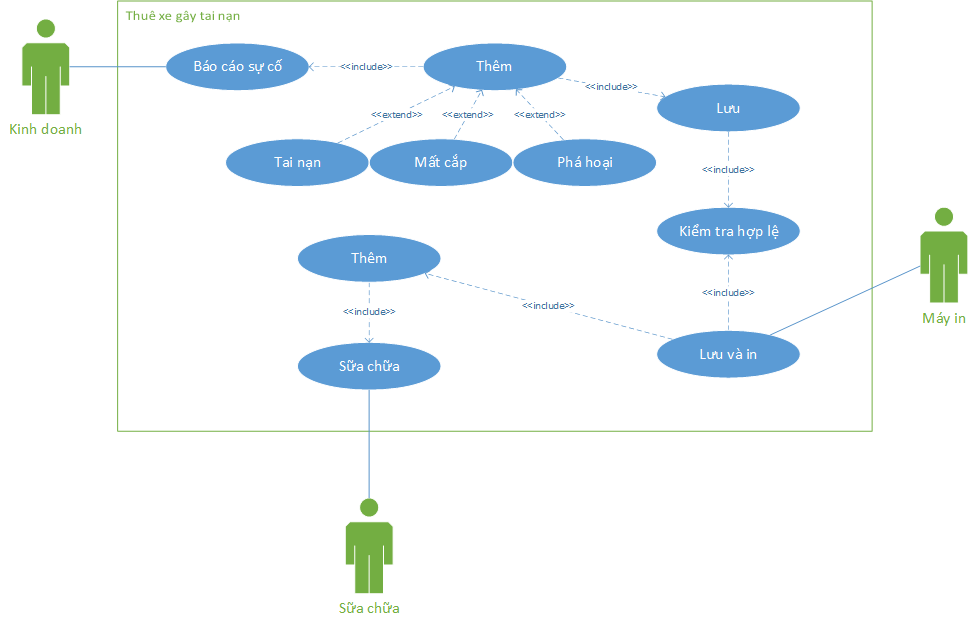 Thuê xe gây tai nạn
Báo cáo sự cố
<<include>>
Thêm
<<include>>
Lưu
<<extend>>
<<extend>>
<<extend>>
Tai nạn
Mất cắp
Phá hoại
<<include>>
Kinh doanh
Kiểm tra hợp lệ
Thêm
<<include>>
<<include>>
<<include>>
Máy in
Sữa chữa
Lưu và in
Sữa chữa